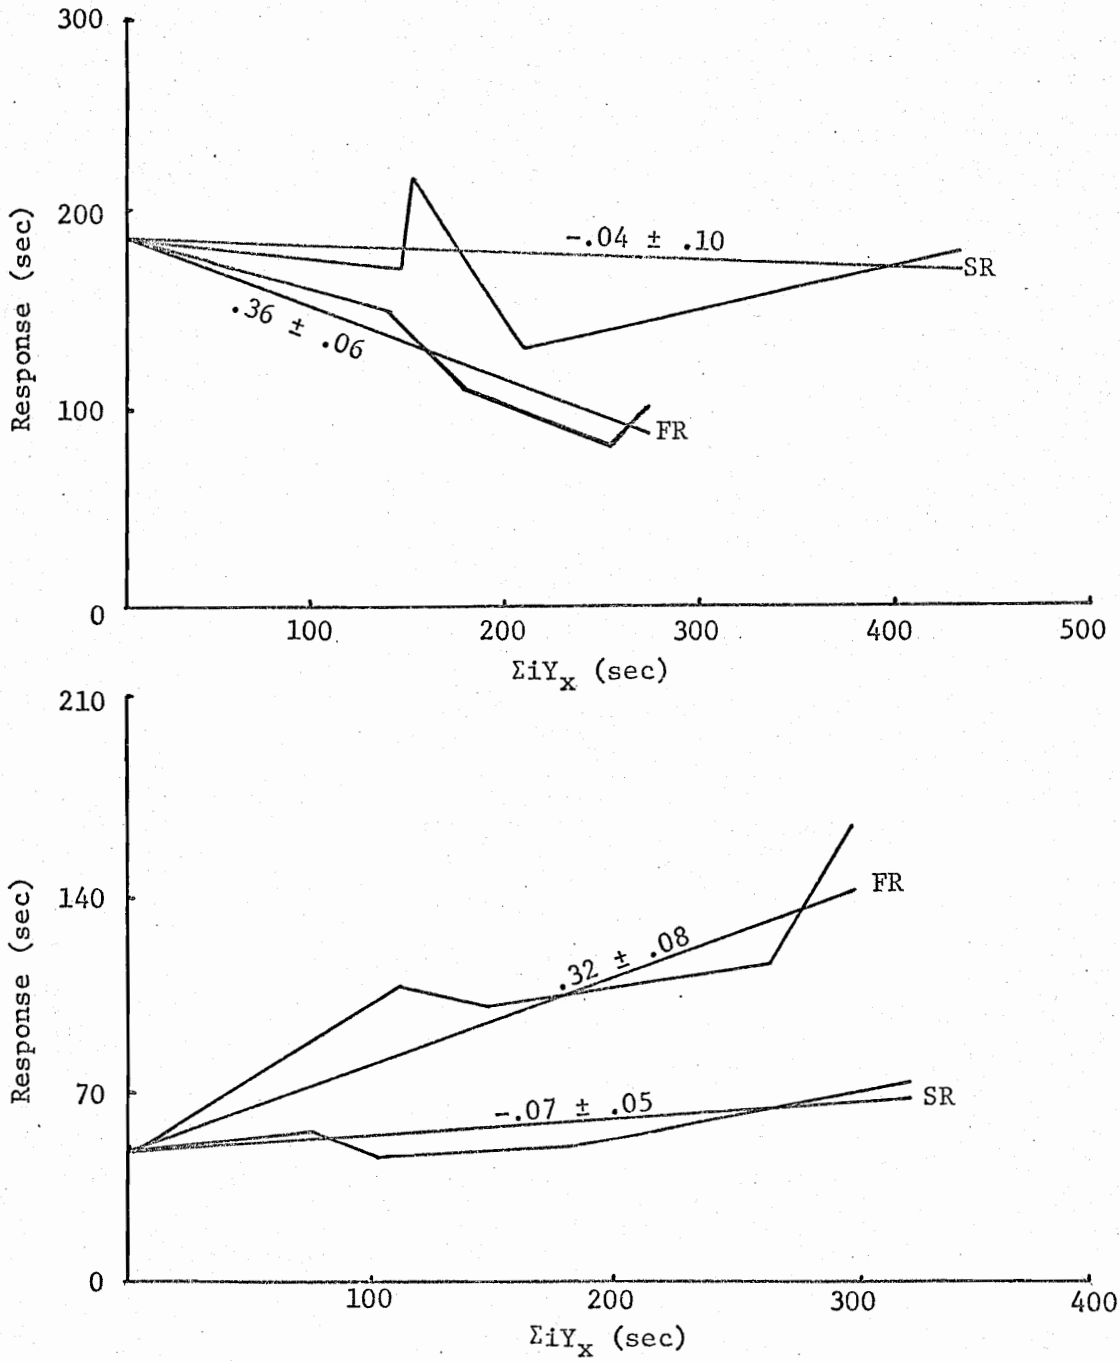 300
200
100
0
Response (sec)
-.04 ± .10
SR
.36 ± .06
FR
100
200
300
400
500
ΣiYx (sec)
210
140
70
0
Response (sec)
FR
.32 ± .08
-.07 ± .05
SR
100
200
300
400
ΣiYx (sec)